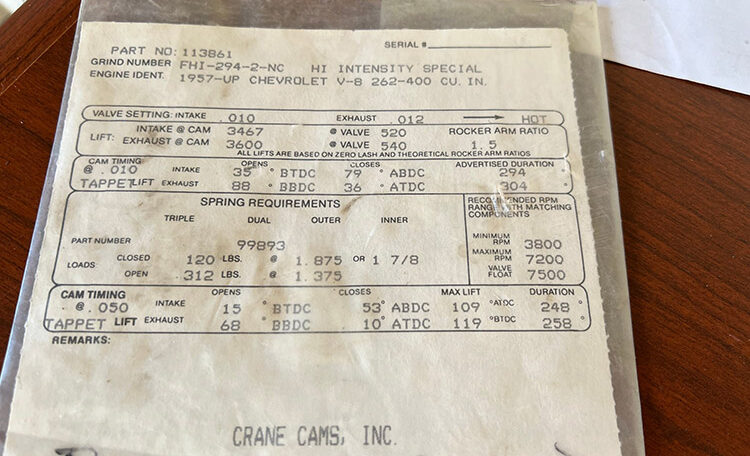 SERIAL #
PART NO: 113861
GRIND NUMBER FHI-294-2-NC HI INTENSITY SPECIAL
ENGINE IDENT. 1957-UP CHEVROLET V-8 262-400 CU. IN.
VALVE SETTING: INTAKE .010 EXHAUST .012 HOT
LIFT: INTAKE @ CAM 3467 @ VALVE 520 ROCKER ARM RATIO
EXHAUST @ CAM 3600 @ VALVE 540 1.5
ALL LIFTS ARE BASED ON ZERO LASH AND THEORETICAL ROCKER ARM RATIOS
CAM TIMING OPENS CLOSES ADVERTISED DURATION
@ .010 INTAKE 35° BTDC 79° ABDC 294°
TAPPET LIFT EXHAUST 88° BBDC 36° ATDC 304°
SPRING REQUIREMENTS
TRIPLE DUAL OUTER INNER
PART NUMBER 99893
LOADS CLOSED 120 LBS. @ 1.875 OR 1 7/8
OPEN 312 LBS. @ 1.375
RECOMMENDED RPM
RANGE WITH MATCHING
COMPONENTS
MINIMUM
RPM 3800
MAXIMUM
RPM 7200
VALVE
FLOAT 7500
CAM TIMING OPENS CLOSES MAX LIFT DURATION
@ .050 INTAKE 15° BTDC 53° ABDC 109 °ATDC 248°
TAPPET LIFT EXHAUST 68° BBDC 10° ATDC 119 °BTDC 258°
REMARKS:
CRANE CAMS, INC.